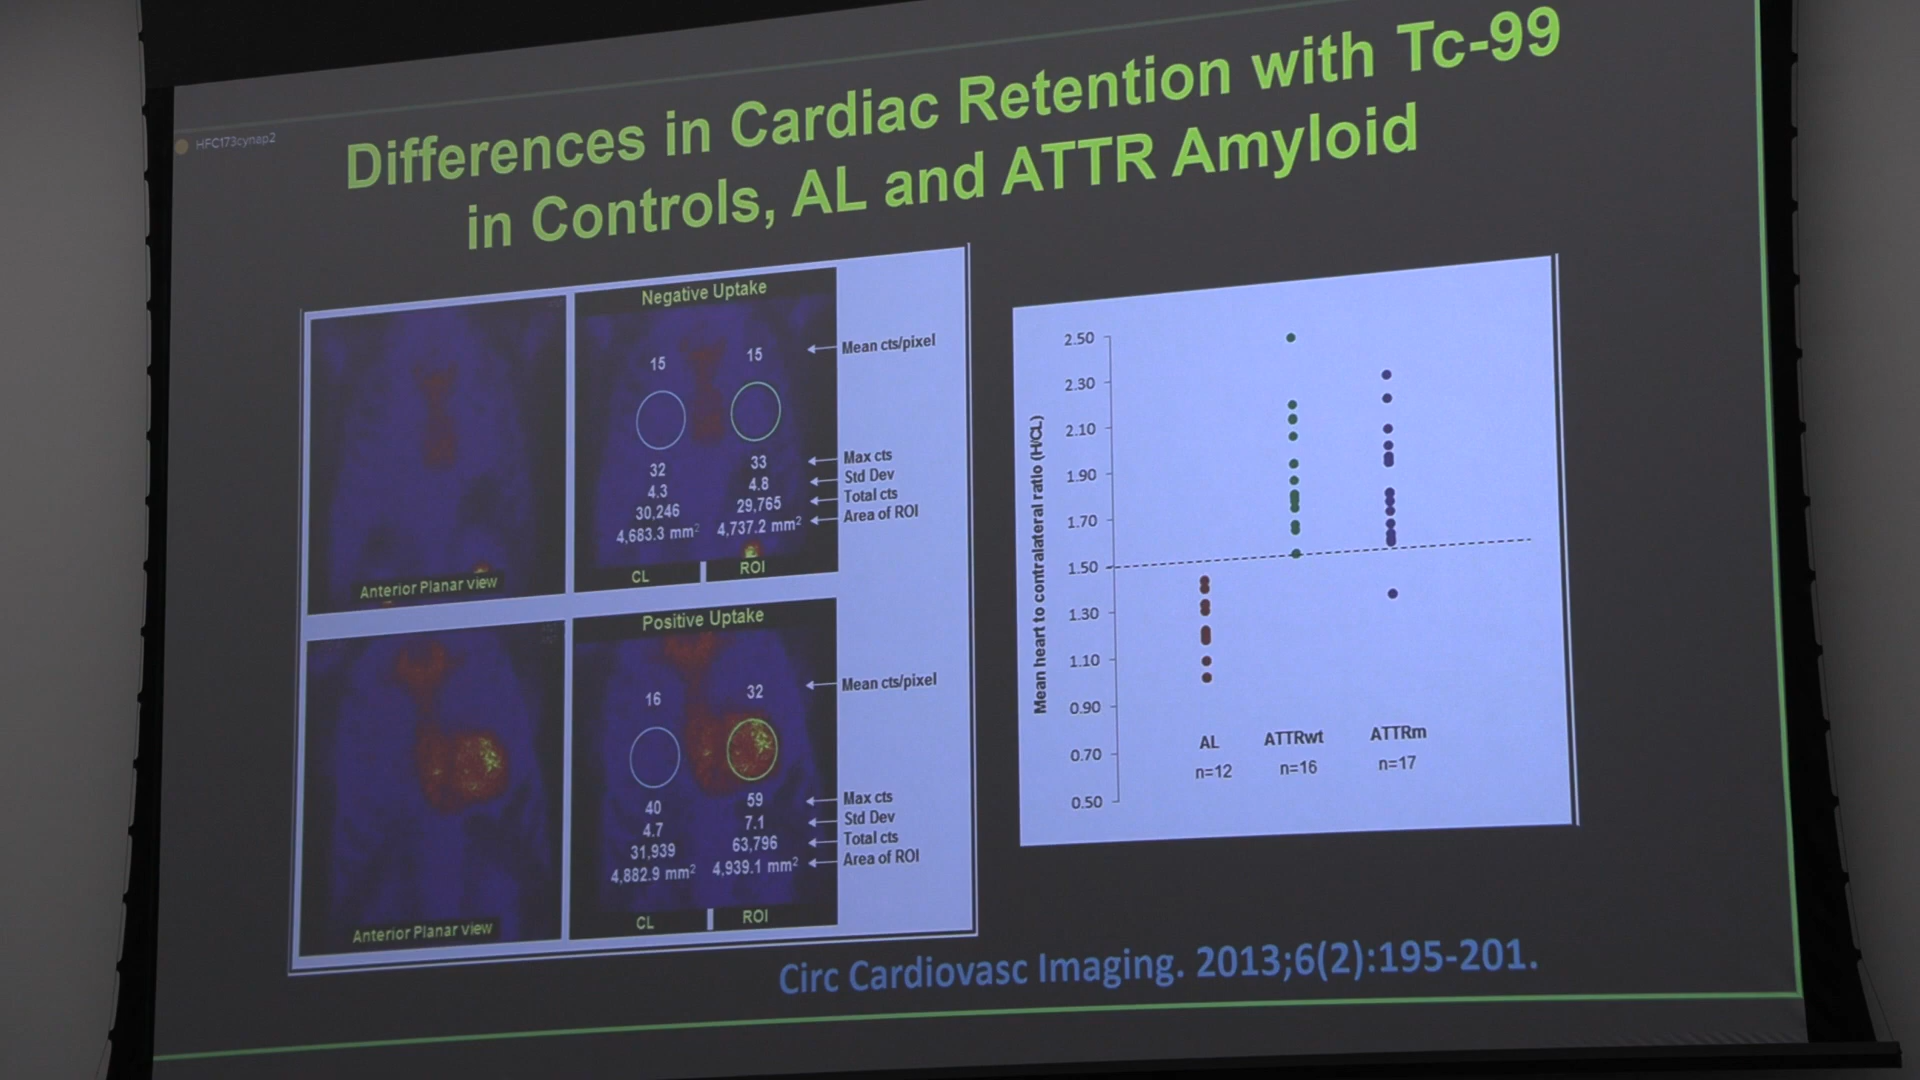 HFC173cynap2
Differences in Cardiac Retention with Tc-99
in Controls, AL and ATTR Amyloid
Anterior Planar view
Negative Uptake
15 15
Mean cts/pixel
32 33
Max cts
4.3 4.8
Std Dev
30,246 29,765
Total cts
4,683.3 mm² 4,737.2 mm²
Area of ROI
CL ROI
Anterior Planar view
Positive Uptake
16 32
Mean cts/pixel
40 59
Max cts
4.7 7.1
Std Dev
31,939 63,796
Total cts
4,882.9 mm² 4,939.1 mm²
Area of ROI
CL ROI
Mean heart to contralateral ratio (H/CL)
2.50
2.30
2.10
1.90
1.70
1.50
1.30
1.10
0.90
0.70
0.50
AL ATTRwt ATTRm
n=12 n=16 n=17
Circ Cardiovasc Imaging. 2013;6(2):195-201.